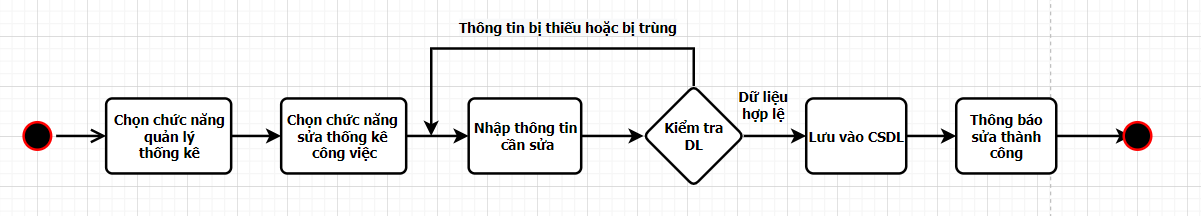 Thông tin bị thiếu hoặc bị trùng
Chọn chức năng
quản lý
thống kê
Chọn chức năng
sửa thống kê
công việc
Nhập thông tin
cần sửa
Kiểm tra
DL
Dữ liệu
hợp lệ
Lưu vào CSDL
Thông báo
sửa thành
công